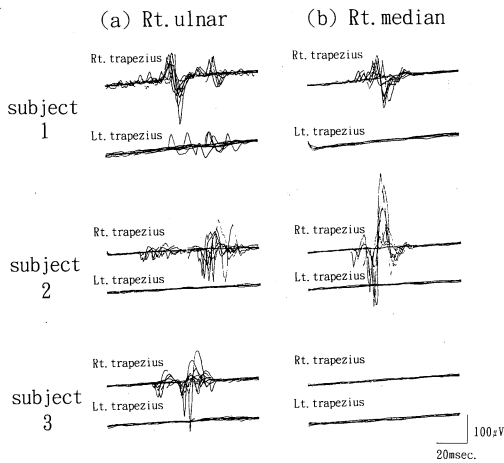 (a) Rt. ulnar
(b) Rt. median
subject
1
Rt. trapezius
Rt. trapezius
Lt. trapezius
Lt. trapezius
subject
2
Rt. trapezius
Rt. trapezius
Lt. trapezius
Lt. trapezius
subject
3
Rt. trapezius
Rt. trapezius
Lt. trapezius
Lt. trapezius
100μV
20msec.